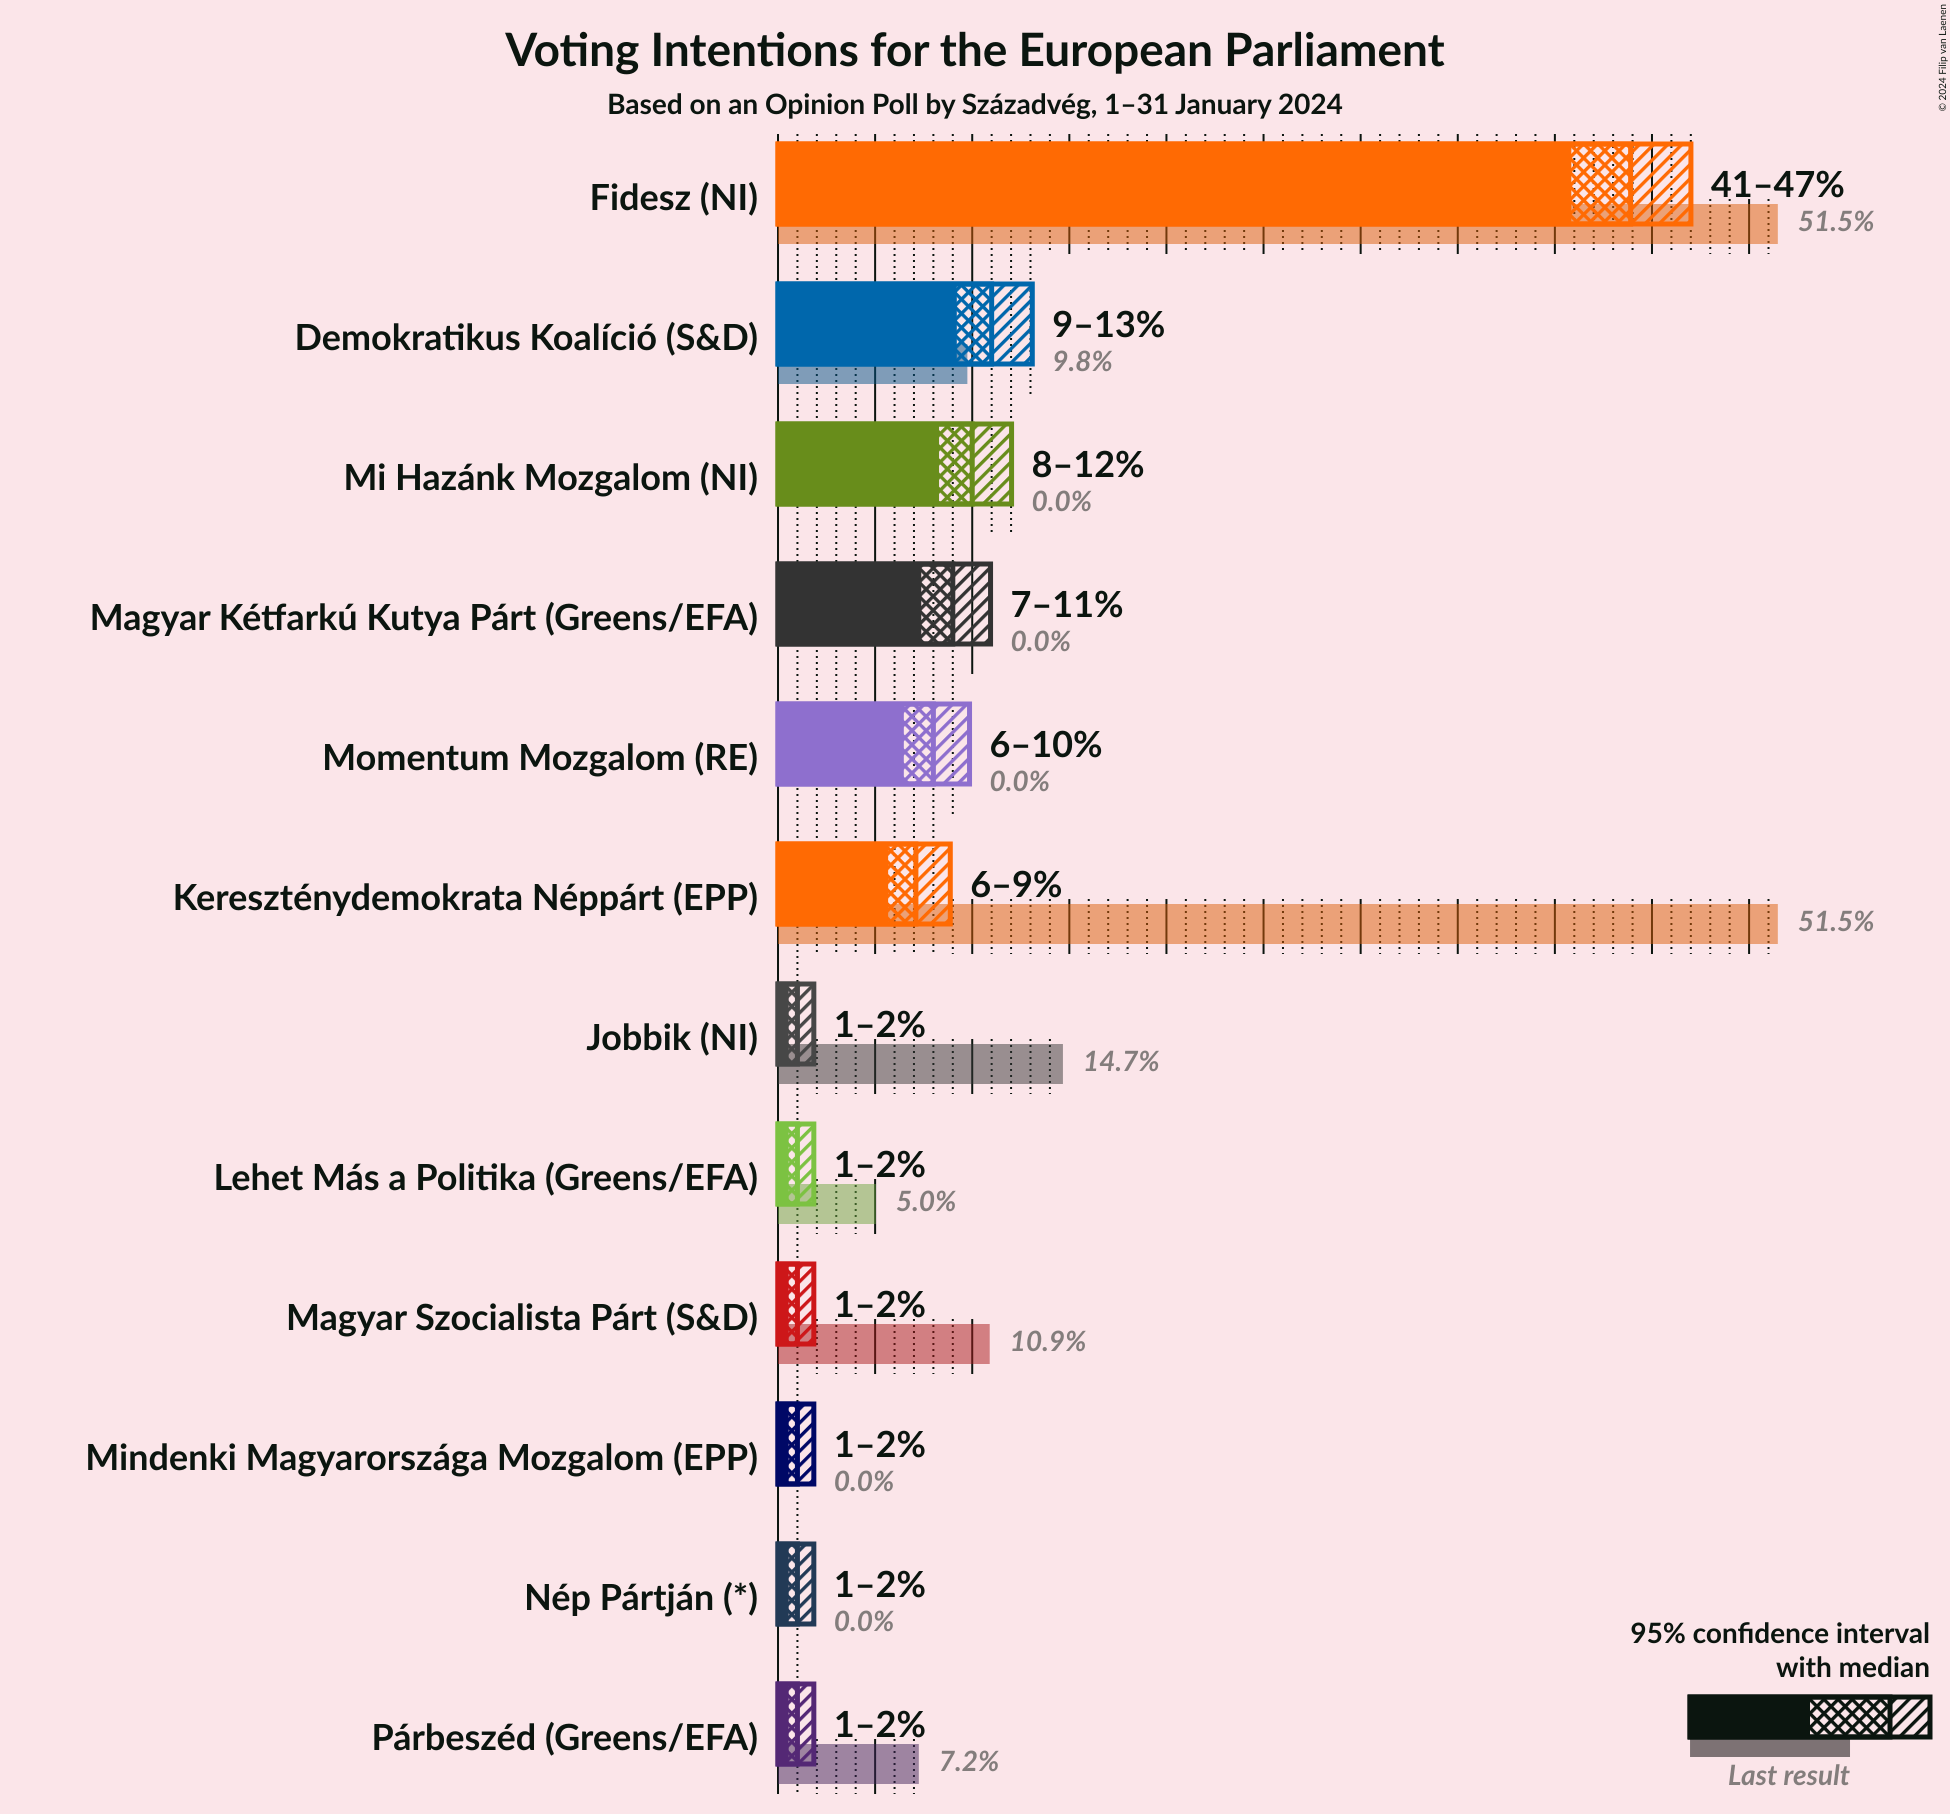 Voting Intentions for the European Parliament
Based on an Opinion Poll by Századvég, 1–31 January 2024
© 2024 Filip van Laenen
Fidesz (NI)
41–47%
51.5%
Demokratikus Koalíció (S&D)
9–13%
9.8%
Mi Hazánk Mozgalom (NI)
8–12%
0.0%
Magyar Kétfarkú Kutya Párt (Greens/EFA)
7–11%
0.0%
Momentum Mozgalom (RE)
6–10%
0.0%
Kereszténydemokrata Néppárt (EPP)
6–9%
51.5%
Jobbik (NI)
1–2%
14.7%
Lehet Más a Politika (Greens/EFA)
1–2%
5.0%
Magyar Szocialista Párt (S&D)
1–2%
10.9%
Mindenki Magyarországa Mozgalom (EPP)
1–2%
0.0%
Nép Pártján (*)
1–2%
0.0%
Párbeszéd (Greens/EFA)
1–2%
7.2%
95% confidence interval
with median
Last result